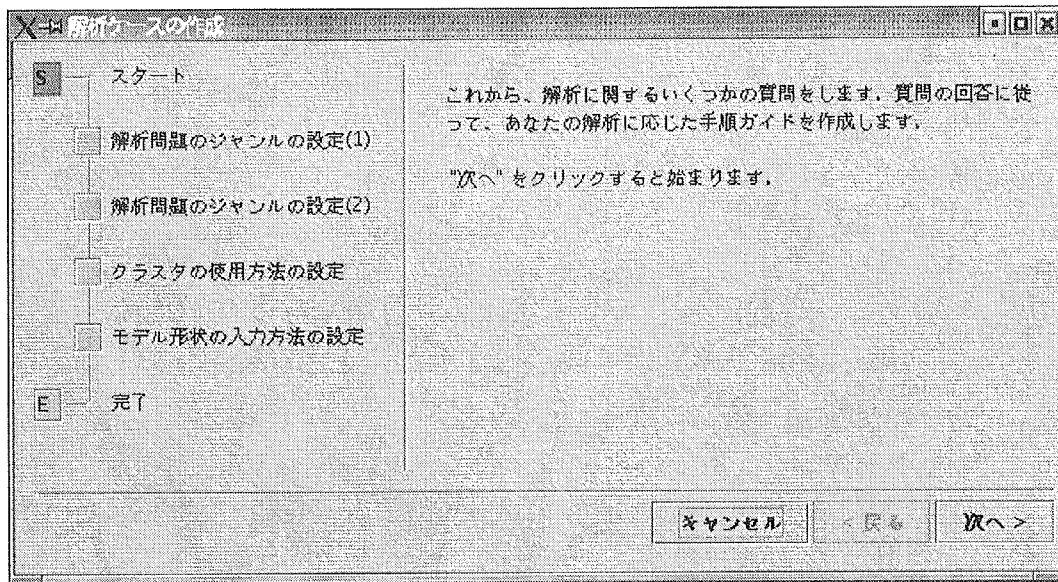 解析ケースの作成
S スタート
解析問題のジャンルの設定(1)
解析問題のジャンルの設定(2)
クラスタの使用方法の設定
モデル形状の入力方法の設定
E 完了
これから、解析に関するいくつかの質問をします. 質問の回答に従
って、あなたの解析に応じた手順ガイドを作成します.
"次へ" をクリックすると始まります.
キャンセル
< 戻る
次へ >